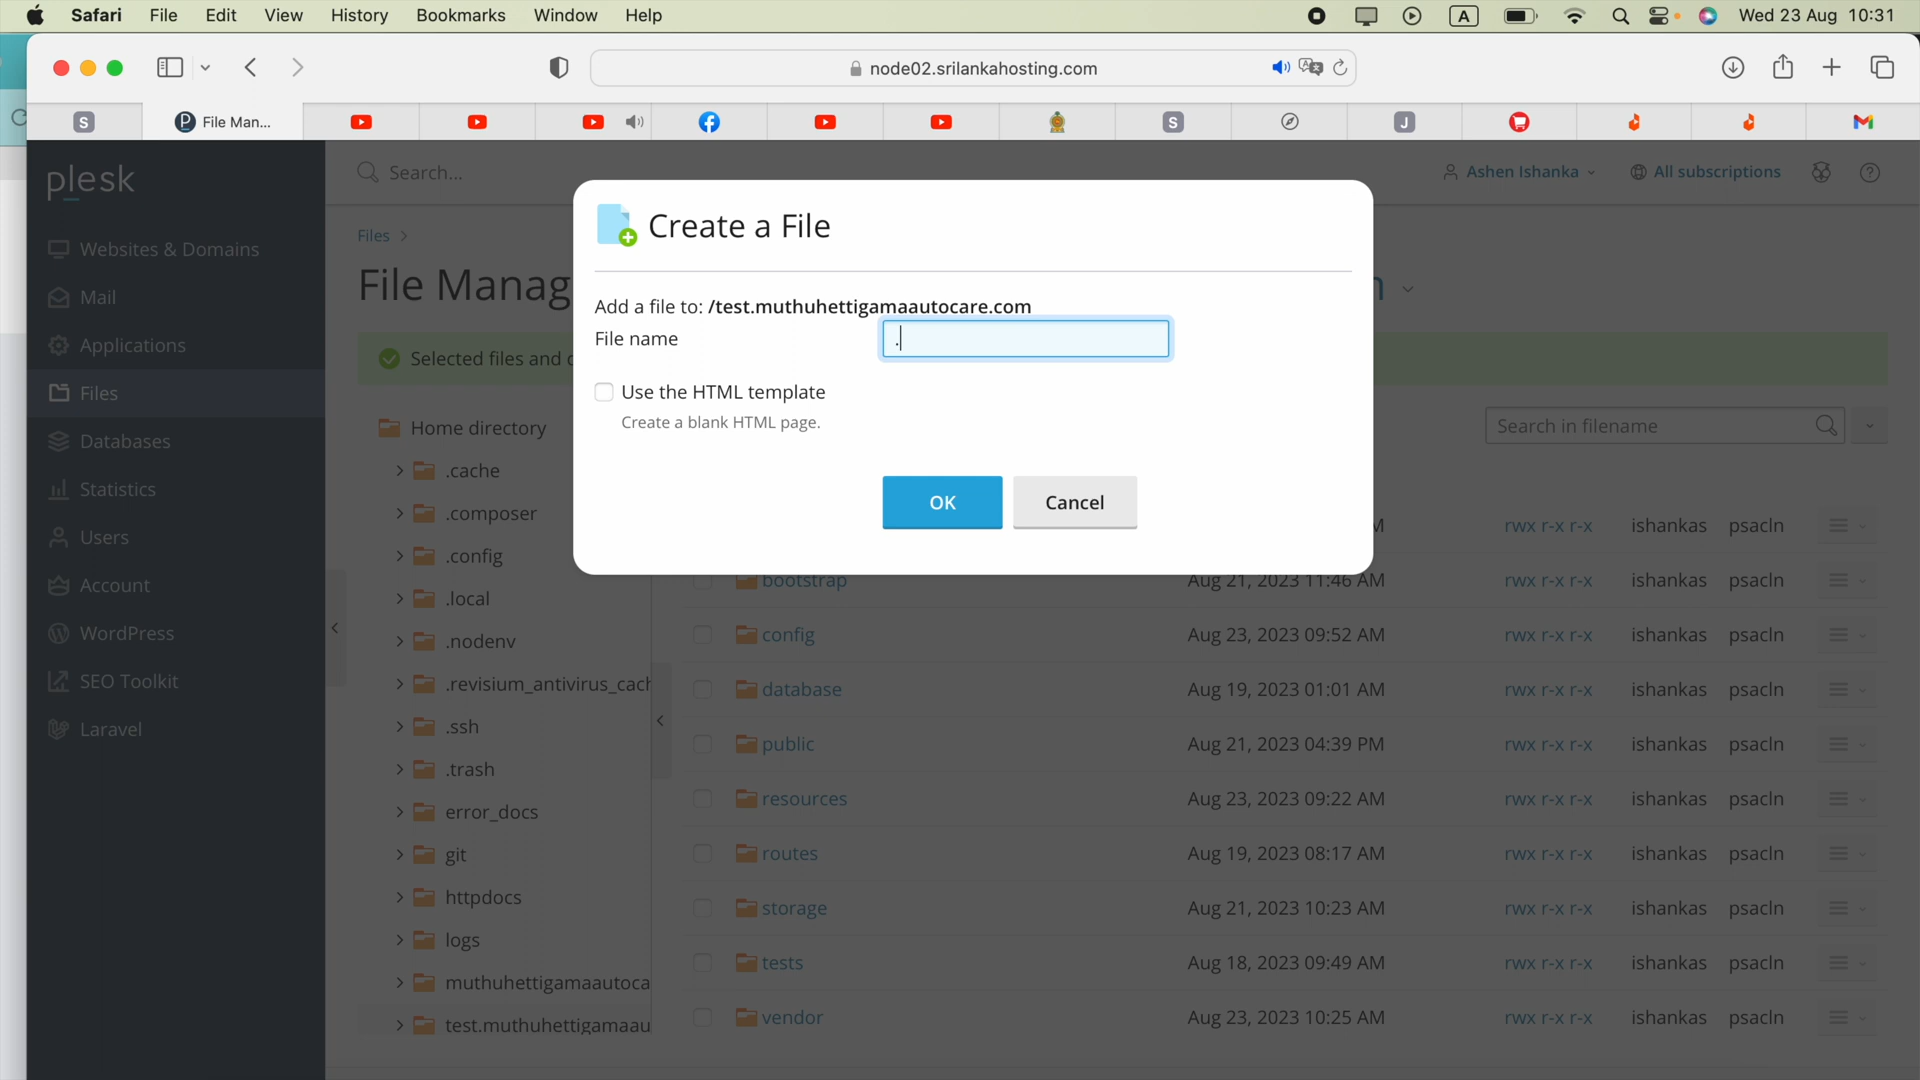 Safari File Edit View History Bookmarks Window Help A Wed 23 Aug 10:31
node02.srilankahosting.com
S File Man... S J
plesk
Search...
Ashen Ishanka
All subscriptions
Websites & Domains
Mail
Applications
Files
Databases
Statistics
Users
Account
WordPress
SEO Toolkit
Laravel
Files >
File Manag
Selected files and
Create a File
Add a file to: /test.muthuhettigamaautocare.com
File name .
Use the HTML template
Create a blank HTML page.
OK Cancel
Search in filename
Home directory
.cache
.composer
.config
.local
.nodenv
.revisium_antivirus_cach
.ssh
.trash
error_docs
git
httpdocs
logs
muthuhettigamaautoca
test.muthuhettigamaau
rwx r-x r-x ishankas psacln
bootstrap Aug 21, 2023 11:46 AM rwx r-x r-x ishankas psacln
config Aug 23, 2023 09:52 AM rwx r-x r-x ishankas psacln
database Aug 19, 2023 01:01 AM rwx r-x r-x ishankas psacln
public Aug 21, 2023 04:39 PM rwx r-x r-x ishankas psacln
resources Aug 23, 2023 09:22 AM rwx r-x r-x ishankas psacln
routes Aug 19, 2023 08:17 AM rwx r-x r-x ishankas psacln
storage Aug 21, 2023 10:23 AM rwx r-x r-x ishankas psacln
tests Aug 18, 2023 09:49 AM rwx r-x r-x ishankas psacln
vendor Aug 23, 2023 10:25 AM rwx r-x r-x ishankas psacln